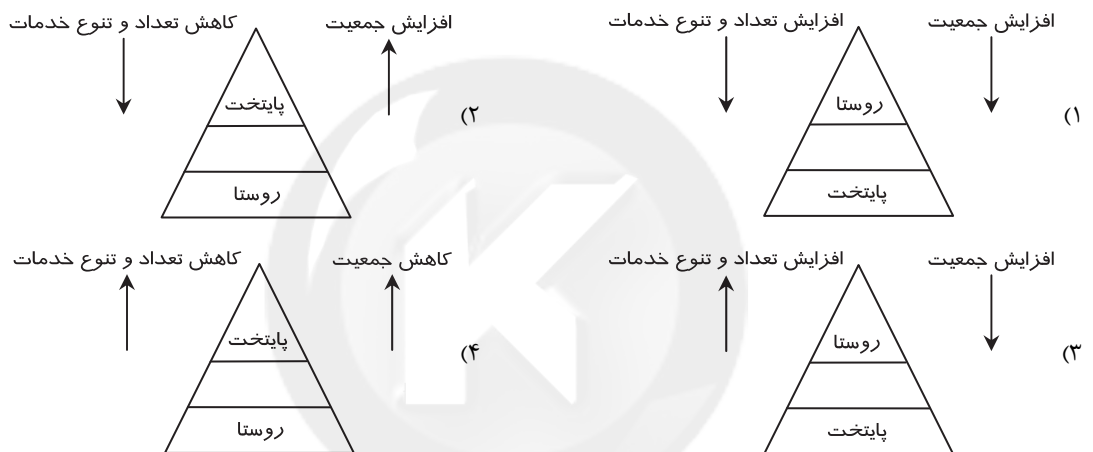 ۱)
افزایش جمعیت
افزایش تعداد و تنوع خدمات
روستا
پایتخت
۲)
افزایش جمعیت
کاهش تعداد و تنوع خدمات
پایتخت
روستا
۳)
افزایش جمعیت
افزایش تعداد و تنوع خدمات
روستا
پایتخت
۴)
کاهش جمعیت
کاهش تعداد و تنوع خدمات
پایتخت
روستا